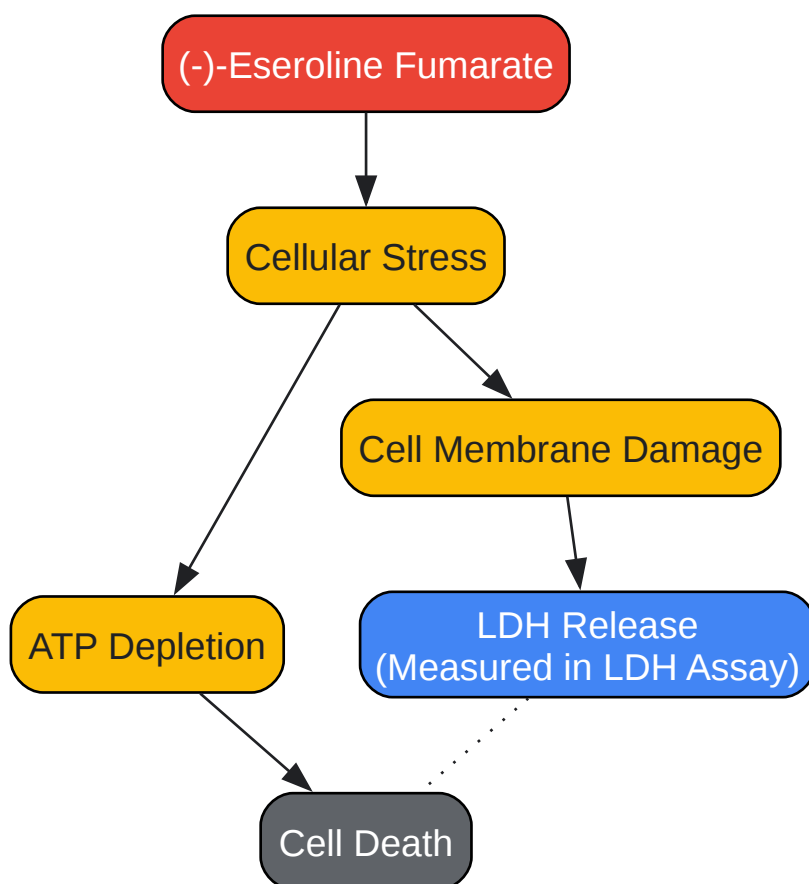 (-)-Eseroline Fumarate
Cellular Stress
Cell Membrane Damage
ATP Depletion
LDH Release
(Measured in LDH Assay)
Cell Death